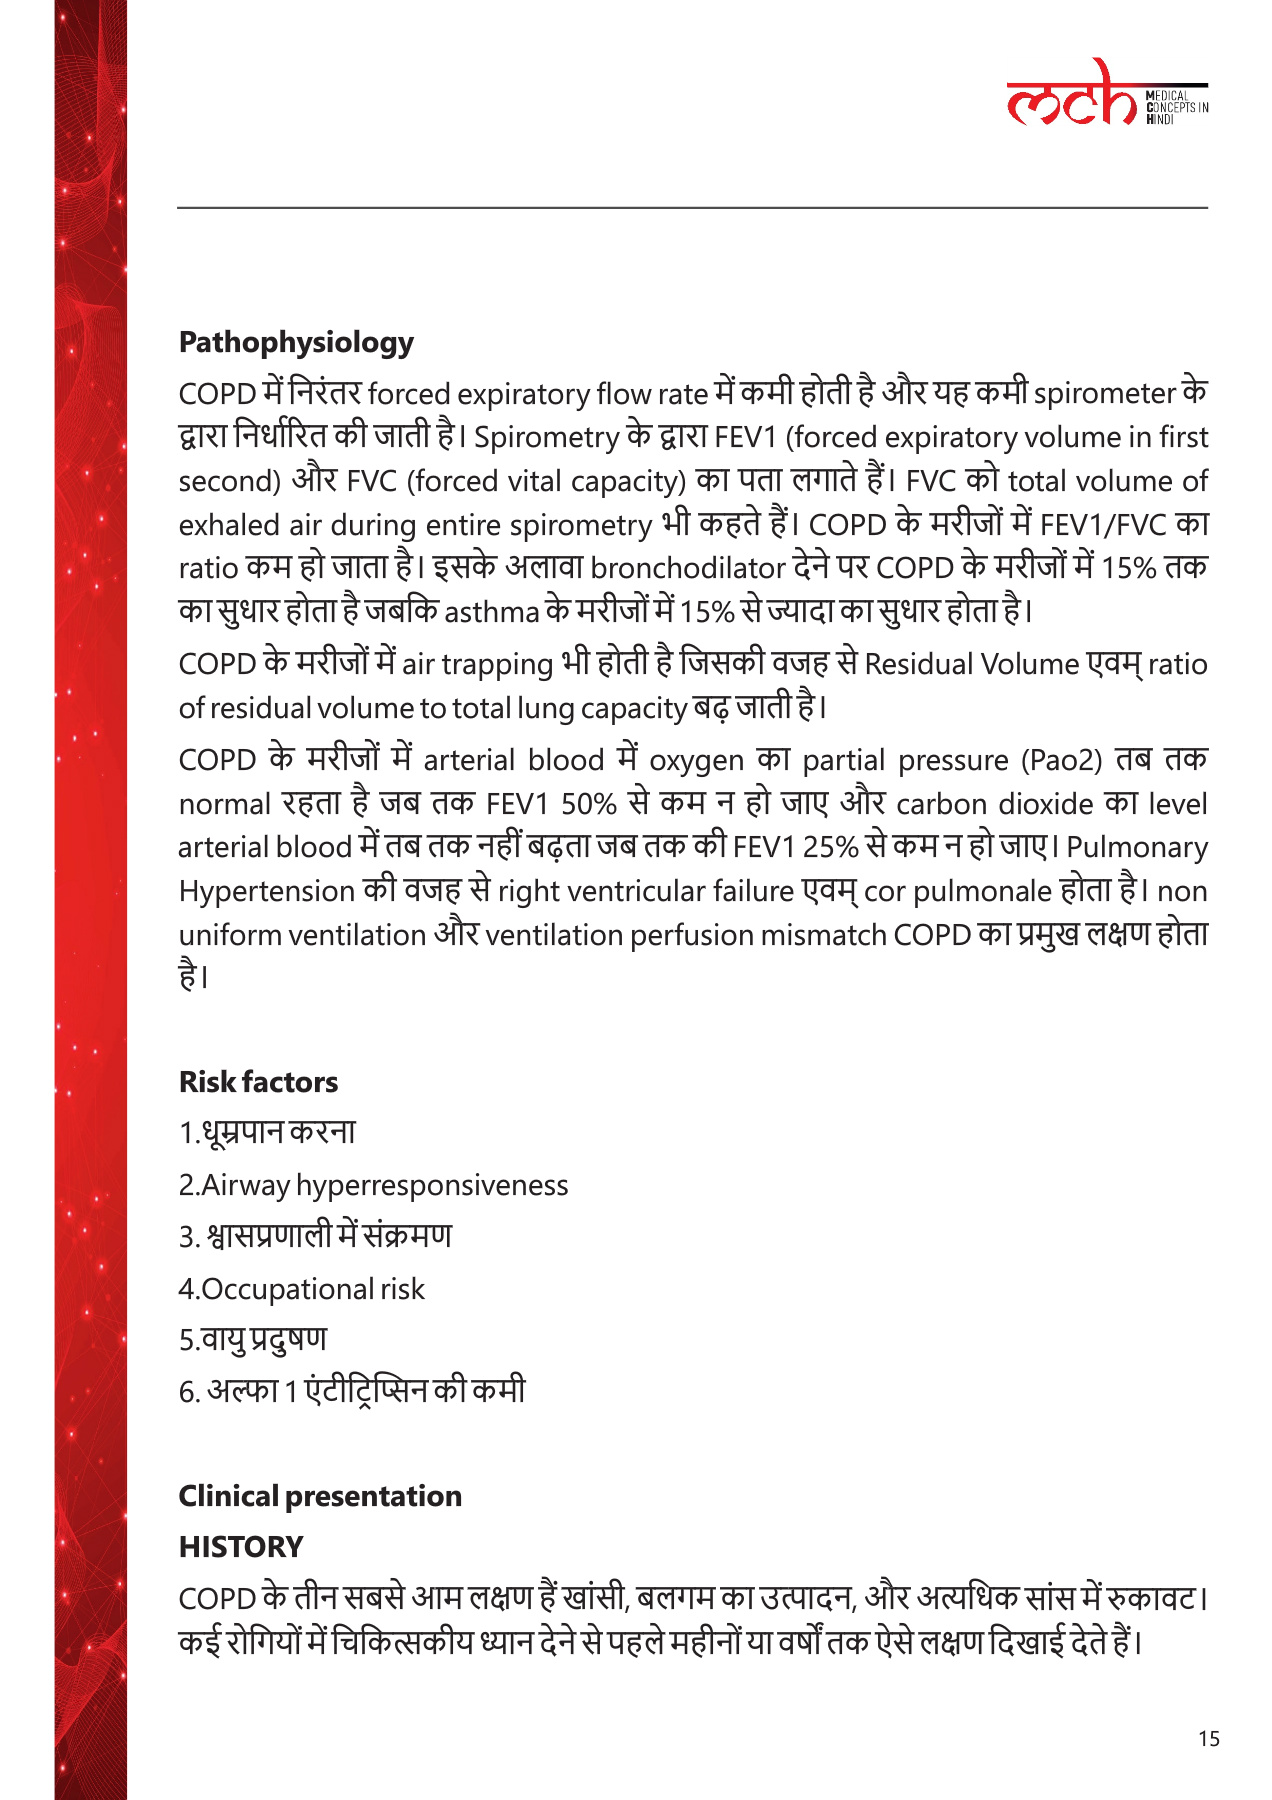 mch MEDICAL
CONCEPTS IN
HINDI
Pathophysiology
COPD में निरंतर forced expiratory flow rate में कमी होती है और यह कमी spirometer के
द्वारा निर्धारित की जाती है। Spirometry के द्वारा FEV1 (forced expiratory volume in first
second) और FVC (forced vital capacity) का पता लगाते हैं। FVC को total volume of
exhaled air during entire spirometry भी कहते हैं। COPD के मरीजों में FEV1/FVC का
ratio कम हो जाता है। इसके अलावा bronchodilator देने पर COPD के मरीजों में 15% तक
का सुधार होता है जबकि asthma के मरीजों में 15% से ज्यादा का सुधार होता है।
COPD के मरीजों में air trapping भी होती है जिसकी वजह से Residual Volume एवम् ratio
of residual volume to total lung capacity बढ़ जाती है।
COPD के मरीजों में arterial blood में oxygen का partial pressure (Pao2) तब तक
normal रहता है जब तक FEV1 50% से कम न हो जाए और carbon dioxide का level
arterial blood में तब तक नहीं बढ़ता जब तक की FEV1 25% से कम न हो जाए। Pulmonary
Hypertension की वजह से right ventricular failure एवम् cor pulmonale होता है। non
uniform ventilation और ventilation perfusion mismatch COPD का प्रमुख लक्षण होता
है।
Risk factors
1.धूम्रपान करना
2.Airway hyperresponsiveness
3. श्वासप्रणाली में संक्रमण
4.Occupational risk
5.वायु प्रदुषण
6. अल्फा 1 एंटीट्रिप्सिन की कमी
Clinical presentation
HISTORY
COPD के तीन सबसे आम लक्षण हैं खांसी, बलगम का उत्पादन, और अत्यधिक सांस में रुकावट।
कई रोगियों में चिकित्सकीय ध्यान देने से पहले महीनों या वर्षों तक ऐसे लक्षण दिखाई देते हैं।
15